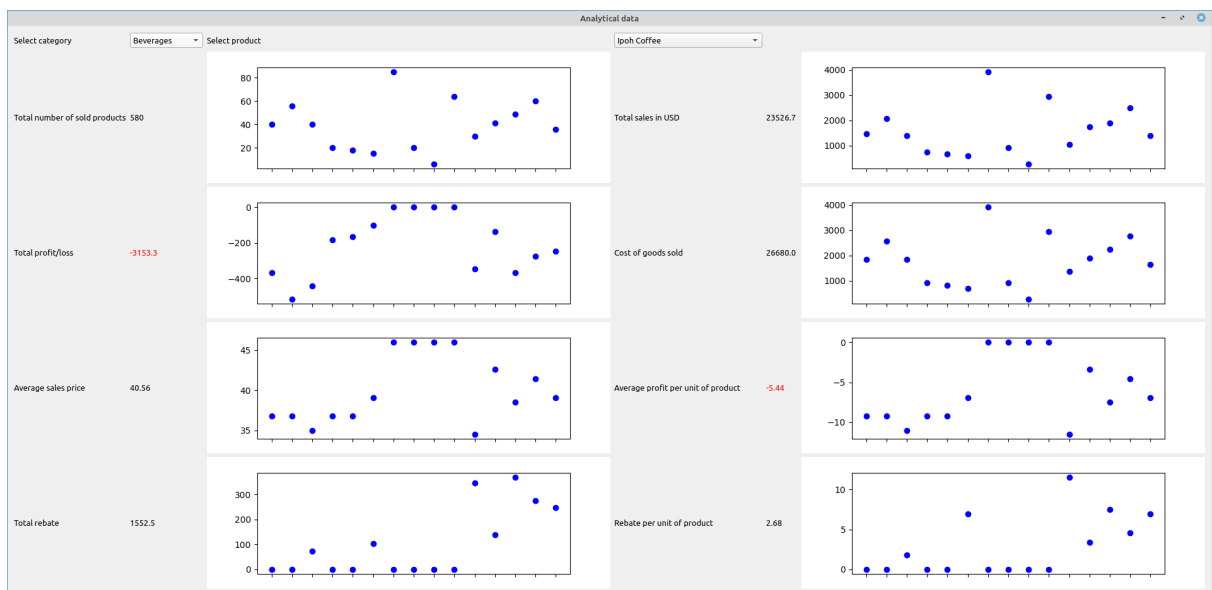 Analytical data
Select category Beverages Select product Ipoh Coffee
Total number of sold products 580
80
60
40
20
Total sales in USD 23526.7
4000
3000
2000
1000
Total profit/loss -3153.3
0
−200
−400
Cost of goods sold 26680.0
4000
3000
2000
1000
Average sales price 40.56
45
40
35
Average profit per unit of product -5.44
0
−5
−10
Total rebate 1552.5
300
200
100
0
Rebate per unit of product 2.68
10
5
0